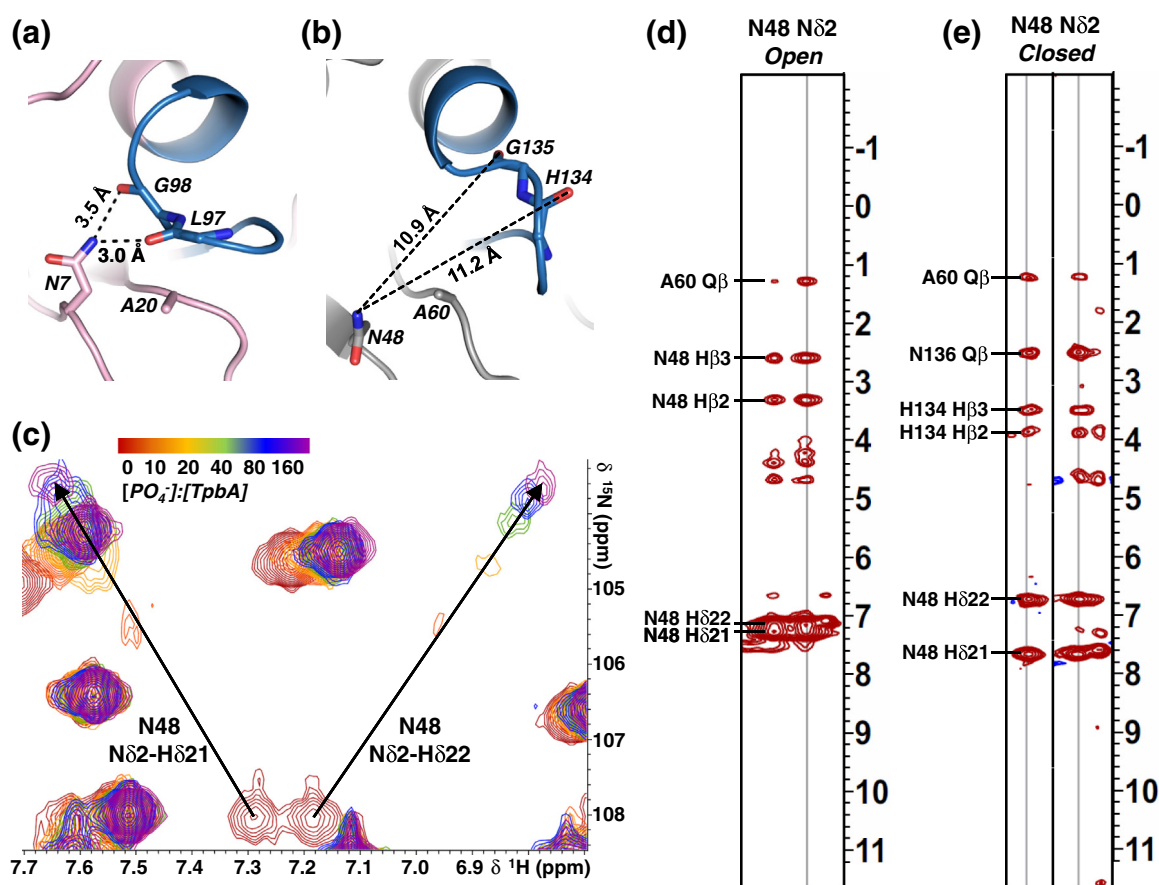 (a)
G98
3.5 Å
L97
3.0 Å
N7
A20
(b)
G135
H134
10.9 Å
11.2 Å
A60
N48
(c)
0 10 20 40 80 160
[PO4-]:[TpbA]
δ 15N (ppm)
105
106
107
108
N48
Nδ2-Hδ21
N48
Nδ2-Hδ22
7.7 7.6 7.5 7.4 7.3 7.2 7.1 7.0 6.9 δ 1H (ppm)
(d)
N48 Nδ2
Open
A60 Qβ
N48 Hβ3
N48 Hβ2
N48 Hδ22
N48 Hδ21
-1
0
1
2
3
4
5
6
7
8
9
10
11
(e)
N48 Nδ2
Closed
A60 Qβ
N136 Qβ
H134 Hβ3
H134 Hβ2
N48 Hδ22
N48 Hδ21
-1
0
1
2
3
4
5
6
7
8
9
10
11